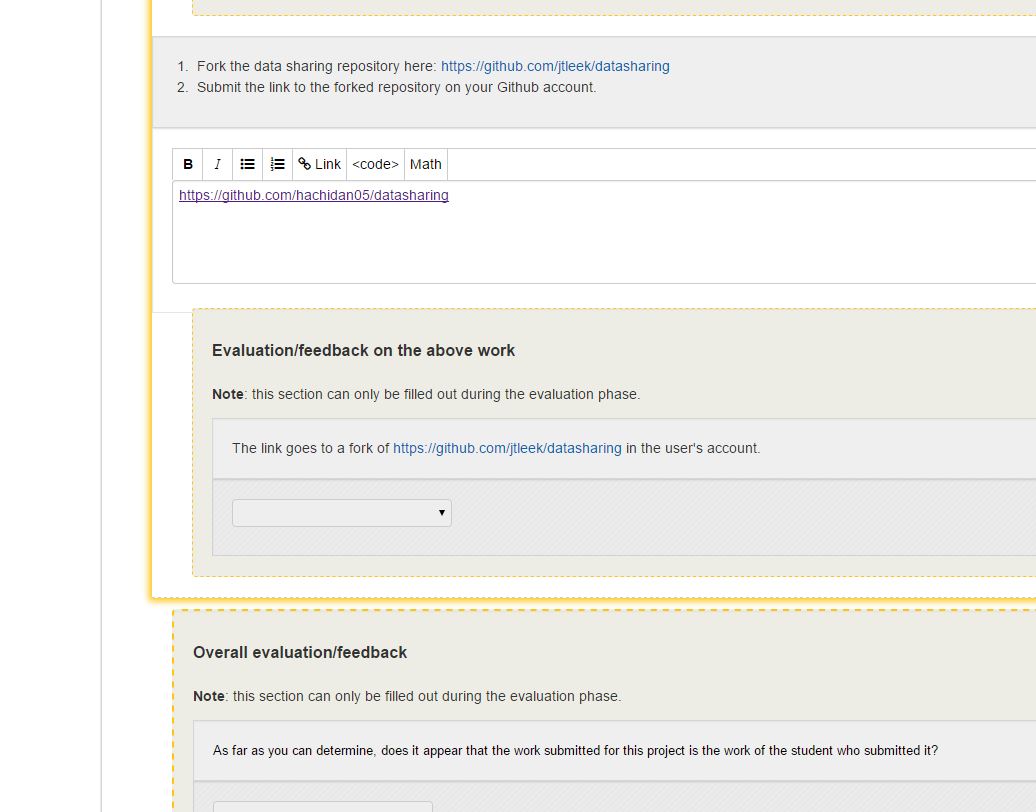 1. Fork the data sharing repository here: https://github.com/jtleek/datasharing
2. Submit the link to the forked repository on your Github account.
B I Link <code> Math
https://github.com/hachidan05/datasharing
Evaluation/feedback on the above work
Note: this section can only be filled out during the evaluation phase.
The link goes to a fork of https://github.com/jtleek/datasharing in the user's account.
Overall evaluation/feedback
Note: this section can only be filled out during the evaluation phase.
As far as you can determine, does it appear that the work submitted for this project is the work of the student who submitted it?